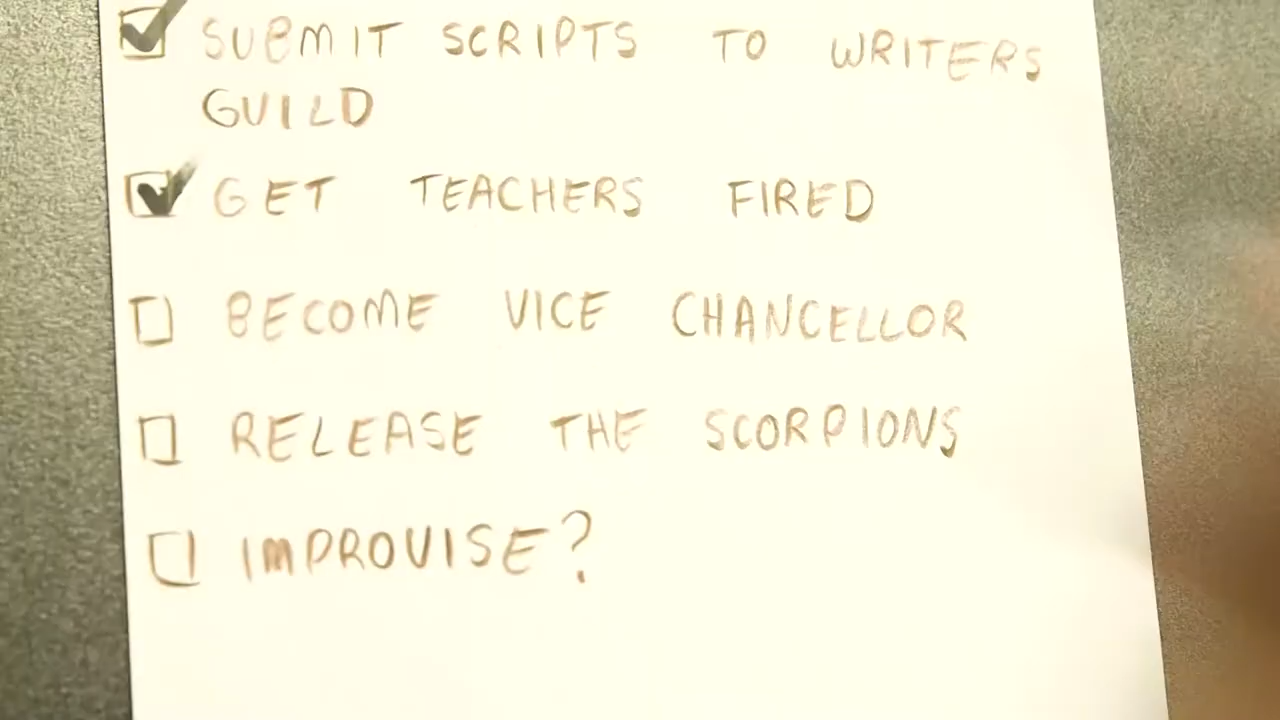 SUBMIT SCRIPTS TO WRITERS
GUILD
GET TEACHERS FIRED
BECOME VICE CHANCELLOR
RELEASE THE SCORPIONS
IMPROVISE?